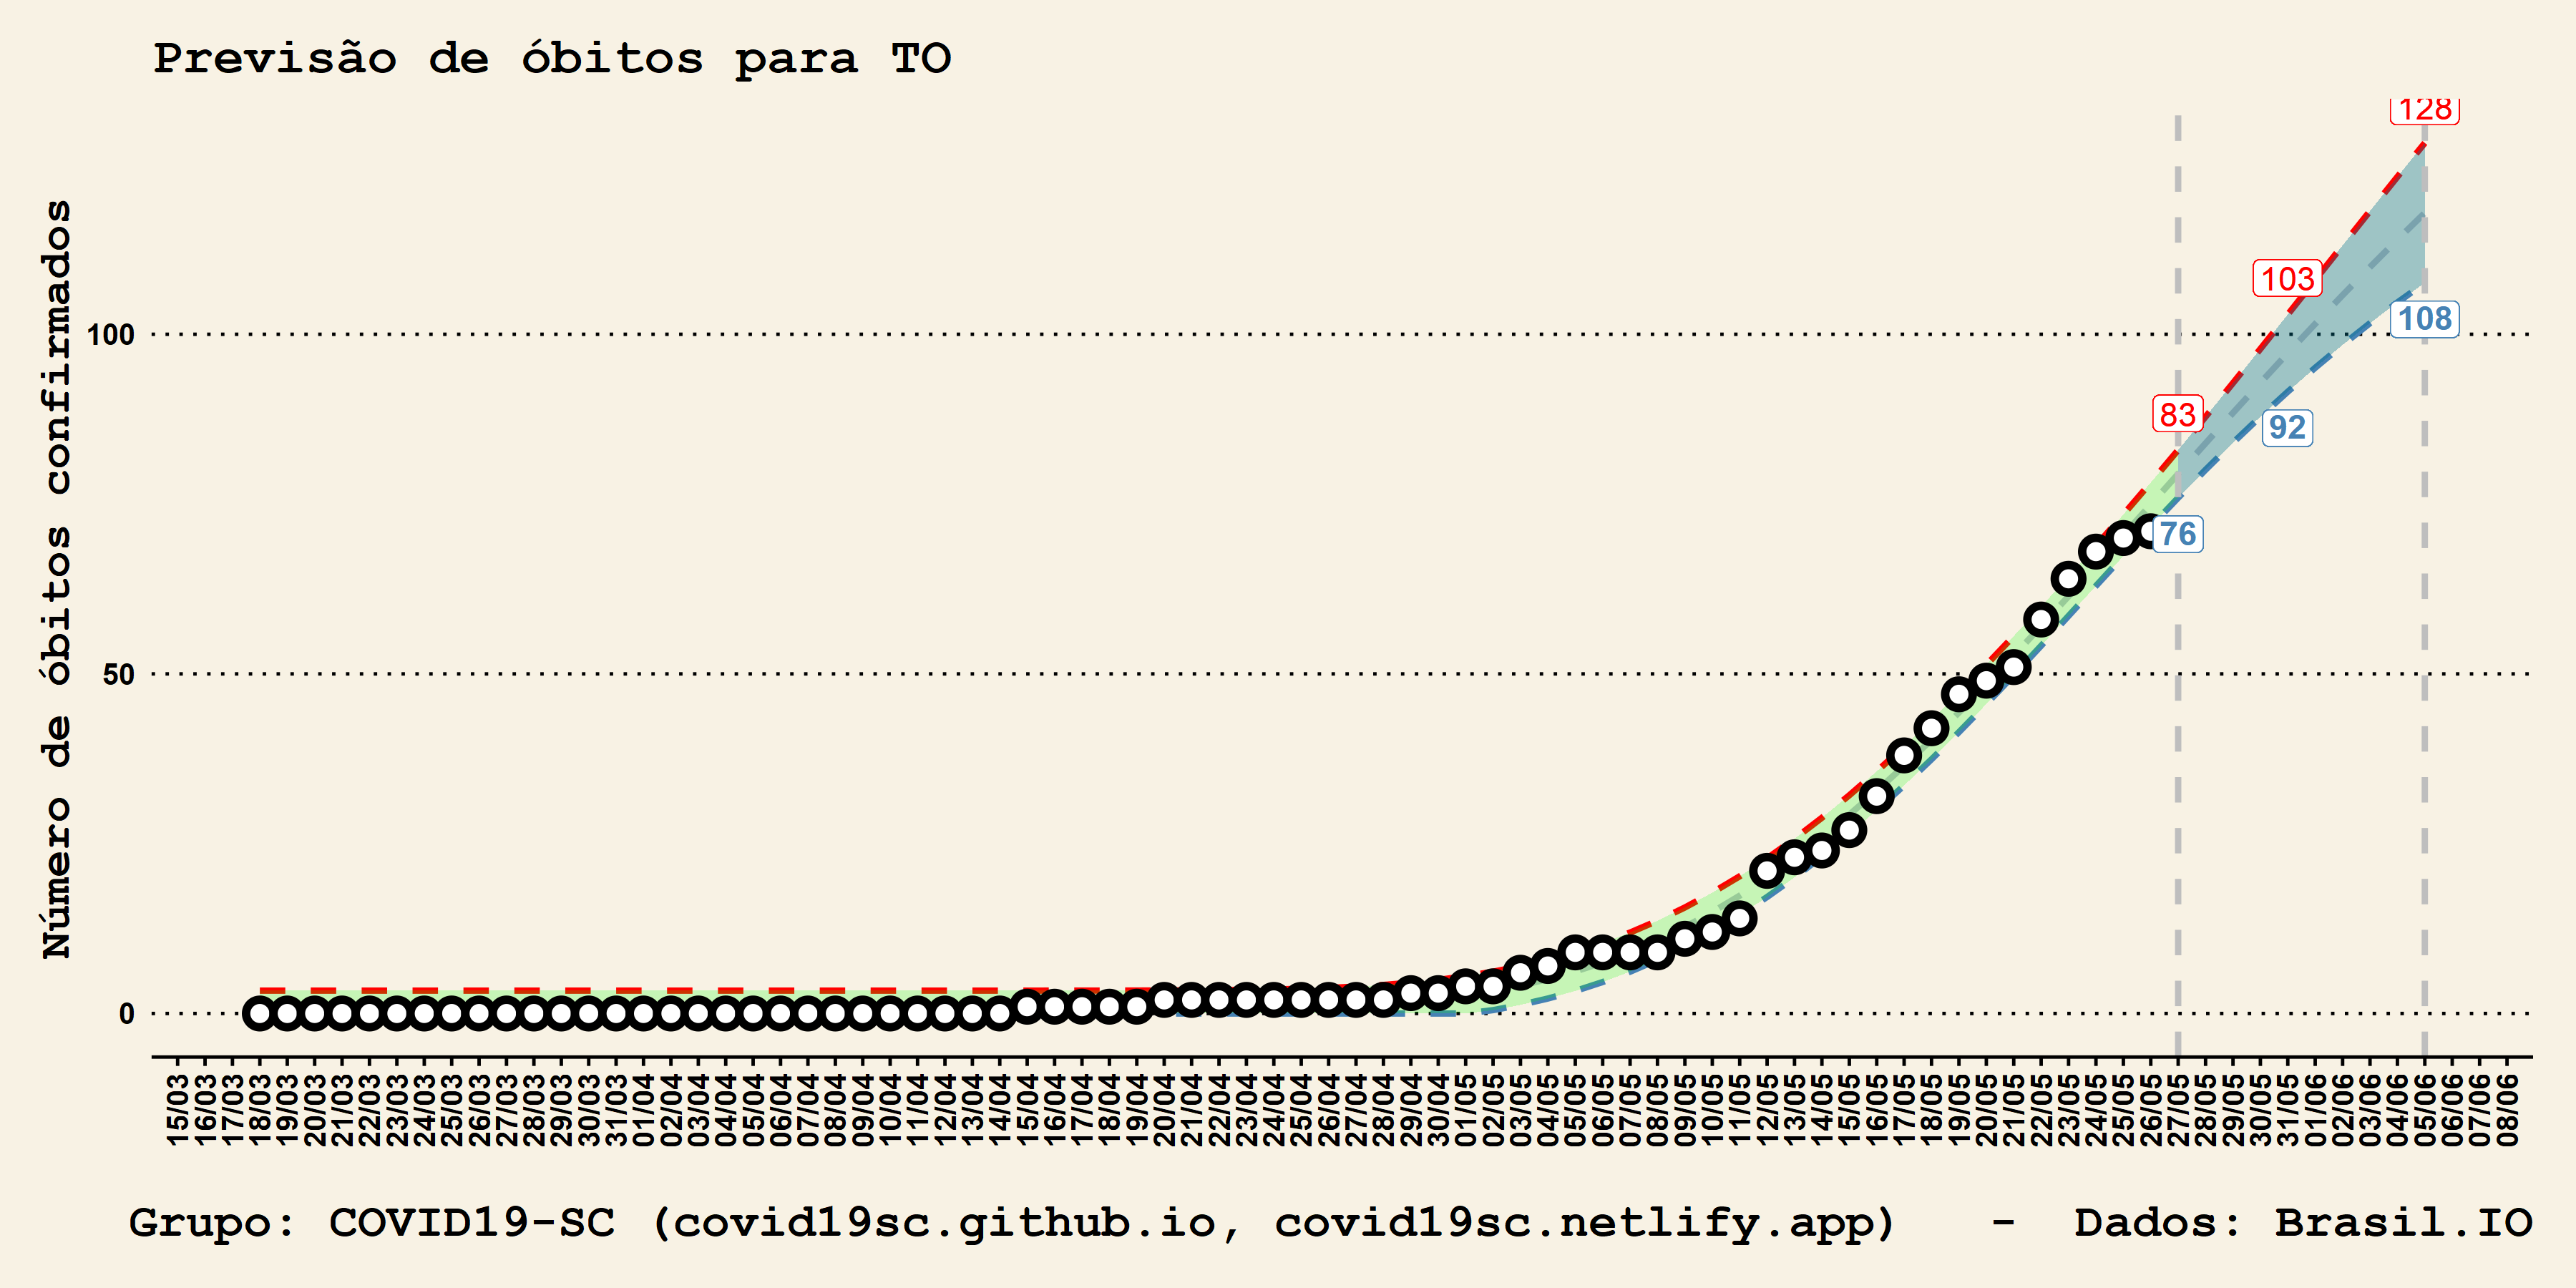 Previsão de óbitos para TO
Número de óbitos confirmados
128
103
100
108
83
92
76
50
0
15/03 16/03 17/03 18/03 19/03 20/03 21/03 22/03 23/03 24/03 25/03 26/03 27/03 28/03 29/03 30/03 31/03 01/04 02/04 03/04 04/04 05/04 06/04 07/04 08/04 09/04 10/04 11/04 12/04 13/04 14/04 15/04 16/04 17/04 18/04 19/04 20/04 21/04 22/04 23/04 24/04 25/04 26/04 27/04 28/04 29/04 30/04 01/05 02/05 03/05 04/05 05/05 06/05 07/05 08/05 09/05 10/05 11/05 12/05 13/05 14/05 15/05 16/05 17/05 18/05 19/05 20/05 21/05 22/05 23/05 24/05 25/05 26/05 27/05 28/05 29/05 30/05 31/05 01/06 02/06 03/06 04/06 05/06 06/06 07/06 08/06
Grupo: COVID19-SC (covid19sc.github.io, covid19sc.netlify.app) - Dados: Brasil.IO